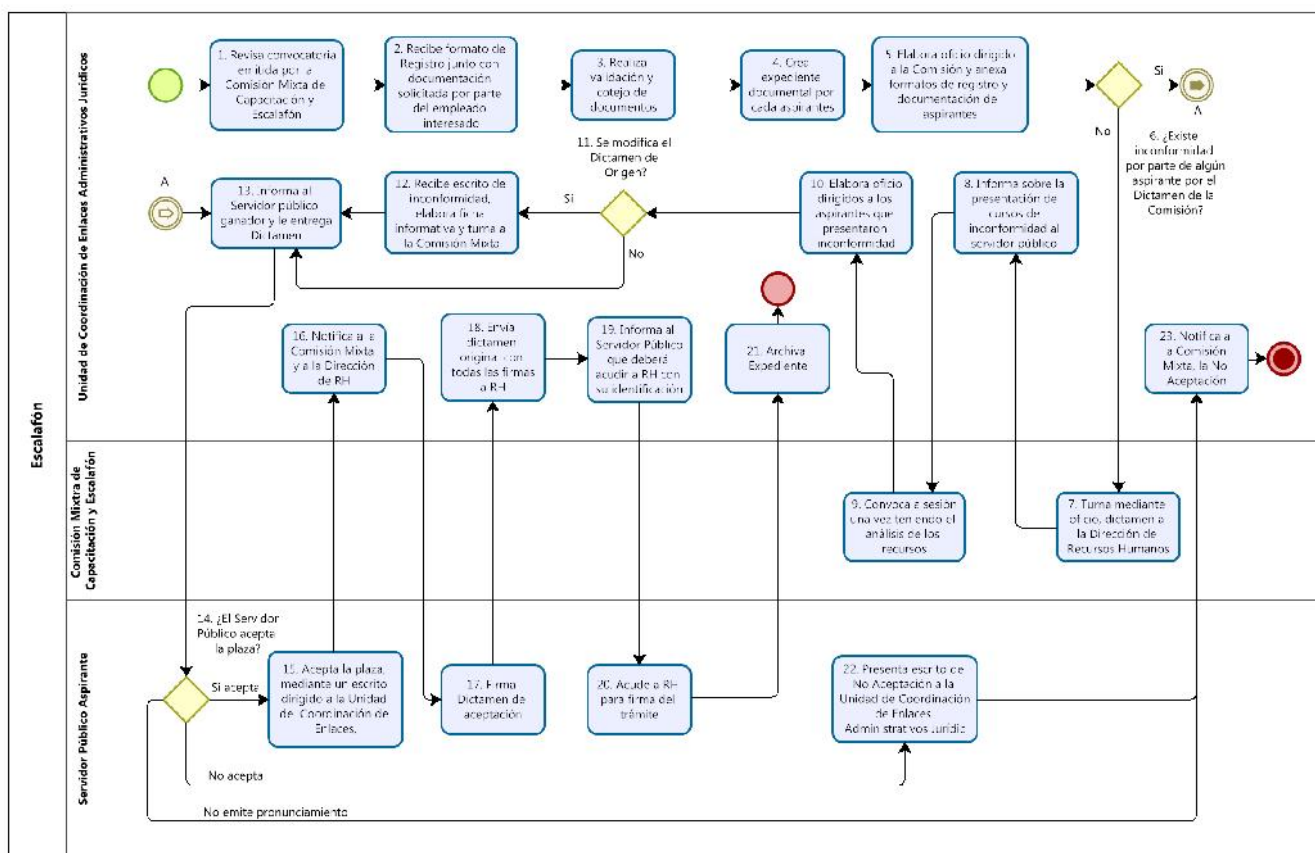 Escalafón
Unidad de Coordinación de Enlaces Administrativos Jurídicos
1. Revisa convocatoria
emitida por la
Comisión Mixta de
Capacitación y
Escalafón
2. Recibe formato de
Registro junto con
documentación
solicitada por parte
del empleado
interesado
3. Realiza
validación y
cotejo de
documentos
4. Crea
expediente
documental por
cada aspirantes
5. Elabora oficio dirigido
a la Comisión y anexa
formatos de registro y
documentación de
aspirantes
Si
A
No
6. ¿Existe
inconformidad
por parte de algún
aspirante por el
Dictamen de la
Comisión?
A
13. Informa al
Servidor público
ganador y le entrega
Dictamen
12. Recibe escrito de
inconformidad,
elabora ficha
informativa y turna a
la Comisión Mixta
Si
11. Se modifica el
Dictamen de
Origen?
No
10. Elabora oficio
dirigidos a los
aspirantes que
presentaron
inconformidad
8. Informa sobre la
presentación de
cursos de
inconformidad al
servidor público
16. Notifica a la
Comisión Mixta
y a la Dirección
de RH
18. Envía
dictamen
original con
todas las firmas
a RH
19. Informa al
Servidor Público
que deberá
acudir a RH con
su identificación
21. Archiva
Expediente
23. Notifica a
a Comisión
Mixta, la No
Aceptación
Comisión Mixtra de
Capacitación y Escalafón
9. Convoca a sesión
una vez teniendo el
análisis de los
recursos
7. Turna mediante
oficio, dictamen a
la Dirección de
Recursos Humanos
Servidor Público Aspirante
14. ¿El Servidor
Público acepta
la plaza?
Si acepta
15. Acepta la plaza,
mediante un escrito
dirigido a la Unidad
de Coordinación de
Enlaces.
17. Firma
Dictamen de
aceptación
20. Acude a RH
para firma del
trámite
22. Presenta escrito de
No Aceptación a la
Unidad de Coordinación
de Enlaces
Administrativos Jurídic
No acepta
No emite pronunciamiento